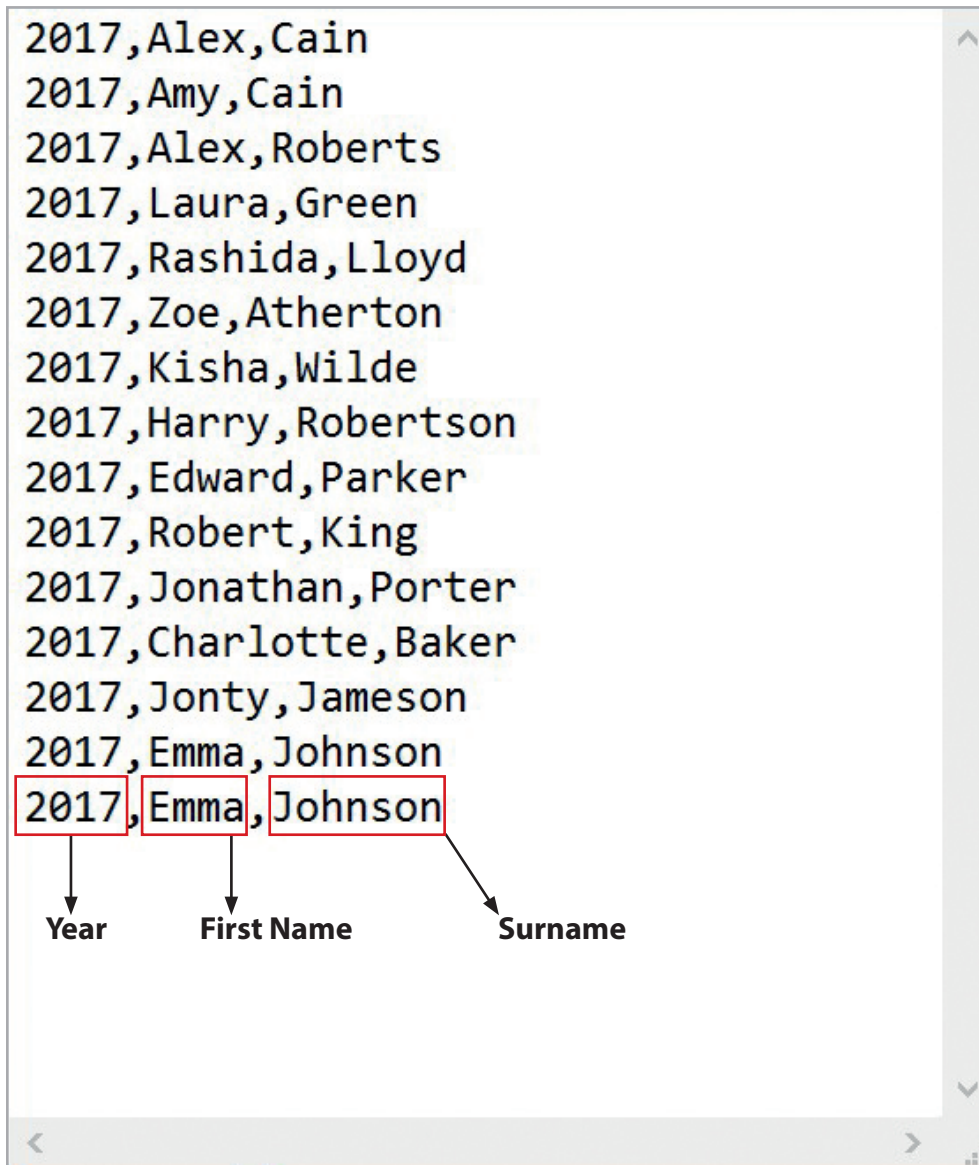 2017,Alex,Cain
2017,Amy,Cain
2017,Alex,Roberts
2017,Laura,Green
2017,Rashida,Lloyd
2017,Zoe,Atherton
2017,Kisha,Wilde
2017,Harry,Robertson
2017,Edward,Parker
2017,Robert,King
2017,Jonathan,Porter
2017,Charlotte,Baker
2017,Jonty,Jameson
2017,Emma,Johnson
2017,Emma,Johnson
Year First Name Surname